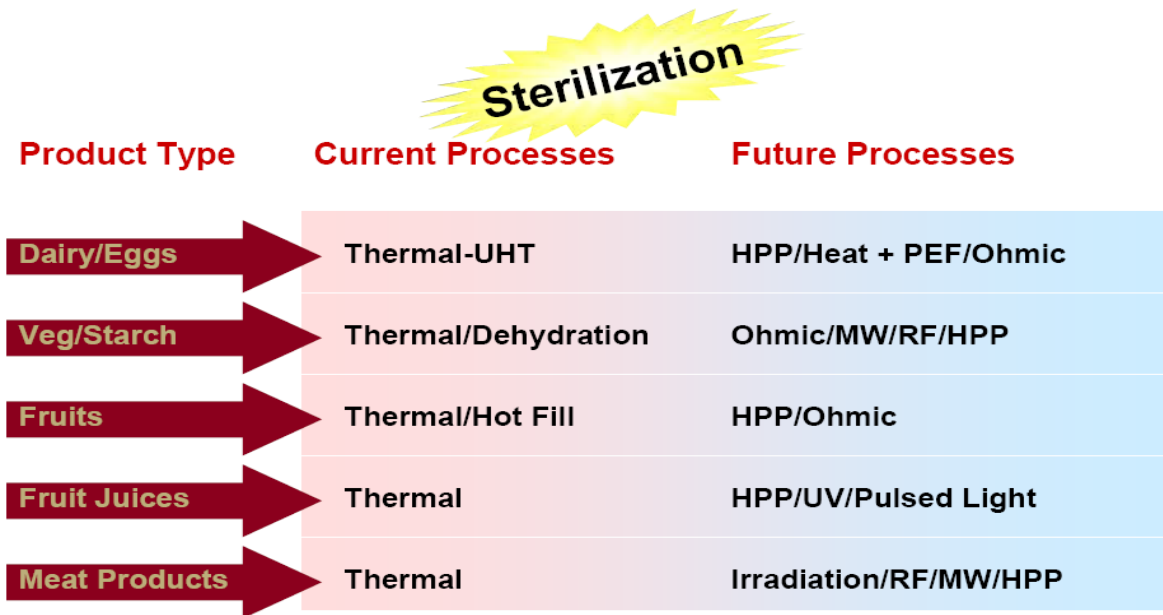 Sterilization
Product Type Current Processes Future Processes
Dairy/Eggs Thermal-UHT HPP/Heat + PEF/Ohmic
Veg/Starch Thermal/Dehydration Ohmic/MW/RF/HPP
Fruits Thermal/Hot Fill HPP/Ohmic
Fruit Juices Thermal HPP/UV/Pulsed Light
Meat Products Thermal Irradiation/RF/MW/HPP